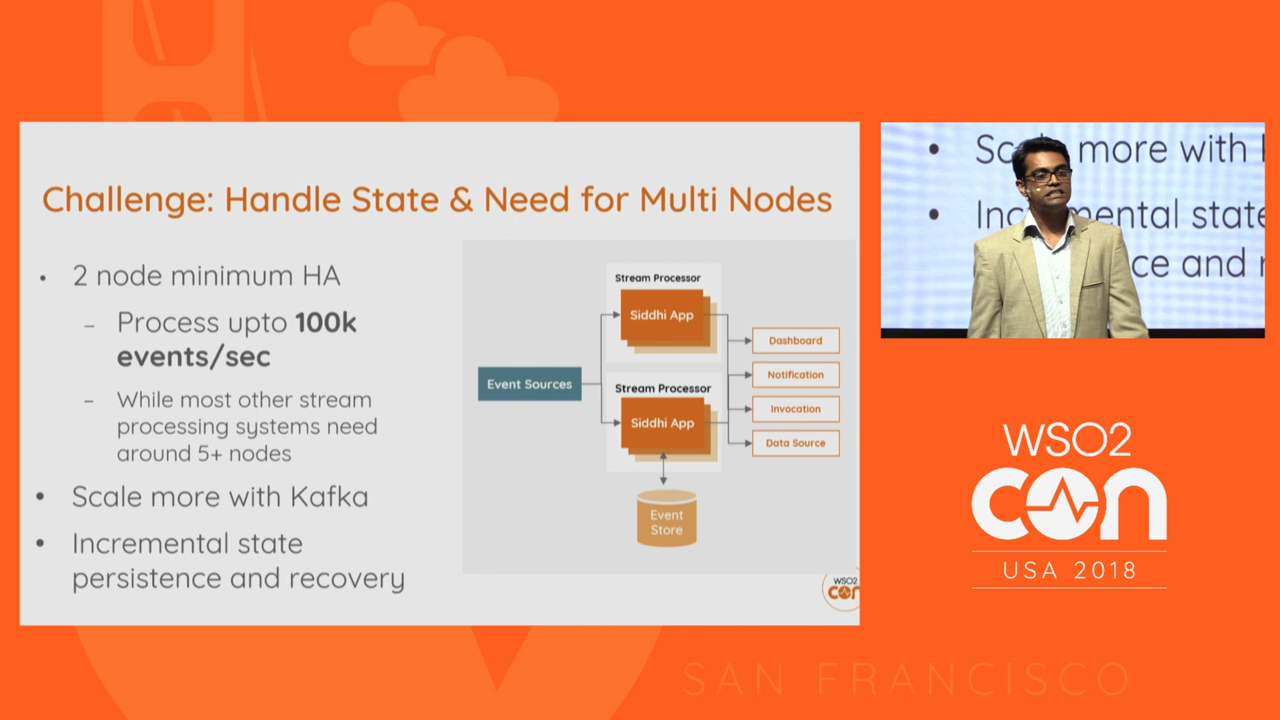 Challenge: Handle State & Need for Multi Nodes
• 2 node minimum HA
– Process upto 100k
events/sec
– While most other stream
processing systems need
around 5+ nodes
• Scale more with Kafka
• Incremental state
persistence and recovery
Event Sources
Stream Processor
Siddhi App
Stream Processor
Siddhi App
Event
Store
Dashboard
Notification
Invocation
Data Source
WSO2
con
• Sc more with
• Inc mental state
ce and r
WSO2
con
USA 2018
SAN FRANCISCO